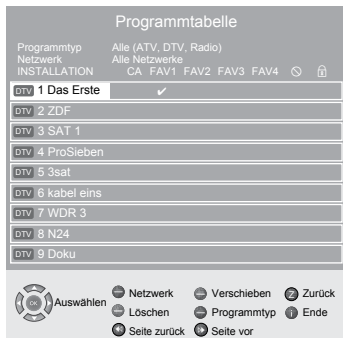 Programmtabelle
Programmtyp Alle (ATV, DTV, Radio)
Netzwerk Alle Netzwerke
INSTALLATION CA FAV1 FAV2 FAV3 FAV4
DTV 1 Das Erste ✔
DTV 2 ZDF
DTV 3 SAT 1
DTV 4 ProSieben
DTV 5 3sat
DTV 6 kabel eins
DTV 7 WDR 3
DTV 8 N24
DTV 9 Doku
OK Auswählen Netzwerk Verschieben Z Zurück
Löschen Programmtyp i Ende
Seite zurück Seite vor